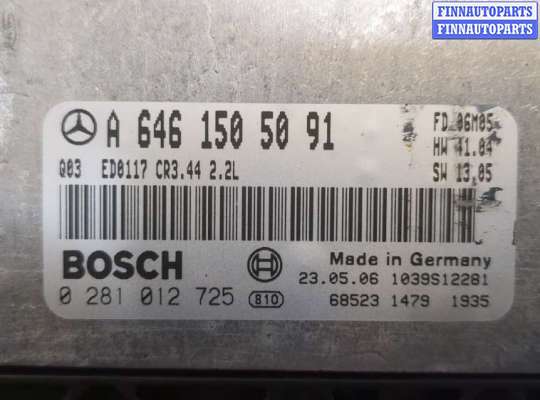 FINNAUTOPARTS
FINNAUTOPARTS
A 646 150 50 91
FD 06M05
HW 41.04
Q03 ED0117 CR3.44 2.2L
SW 13.05
BOSCH
Made in Germany
23.05.06 1039S12281
0 281 012 725 810
68523 1479 1935